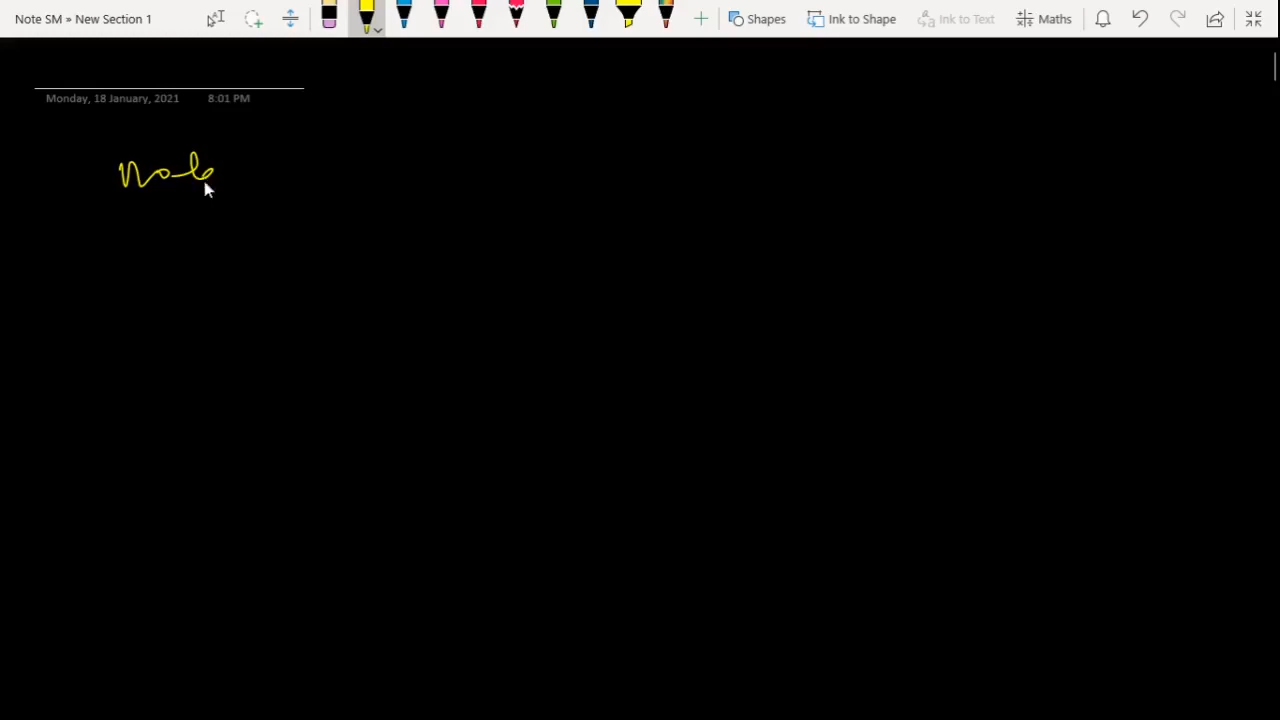 Note SM » New Section 1 Shapes Ink to Shape Ink to Text Maths
Monday, 18 January, 2021 8:01 PM